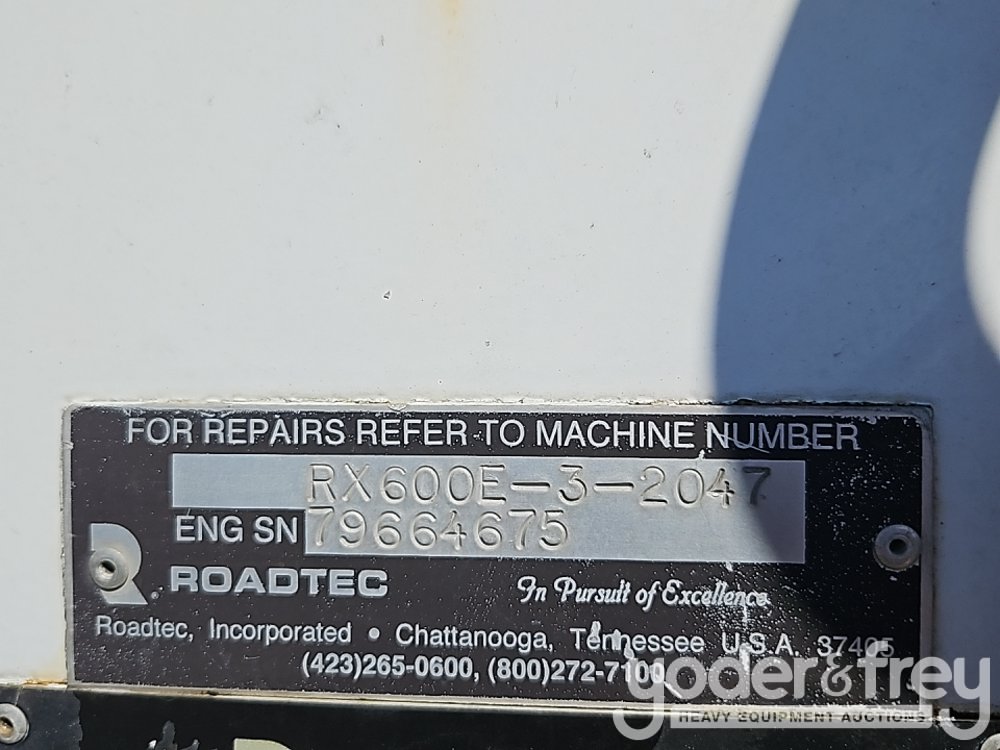 FOR REPAIRS REFER TO MACHINE NUMBER
RX600E-3-2047
ENG SN 79664675
ROADTEC
In Pursuit of Excellence
Roadtec, Incorporated • Chattanooga, Tennessee U.S.A. 37405
(423)265-0600, (800)272-7100
yoder&frey
HEAVY EQUIPMENT AUCTIONS